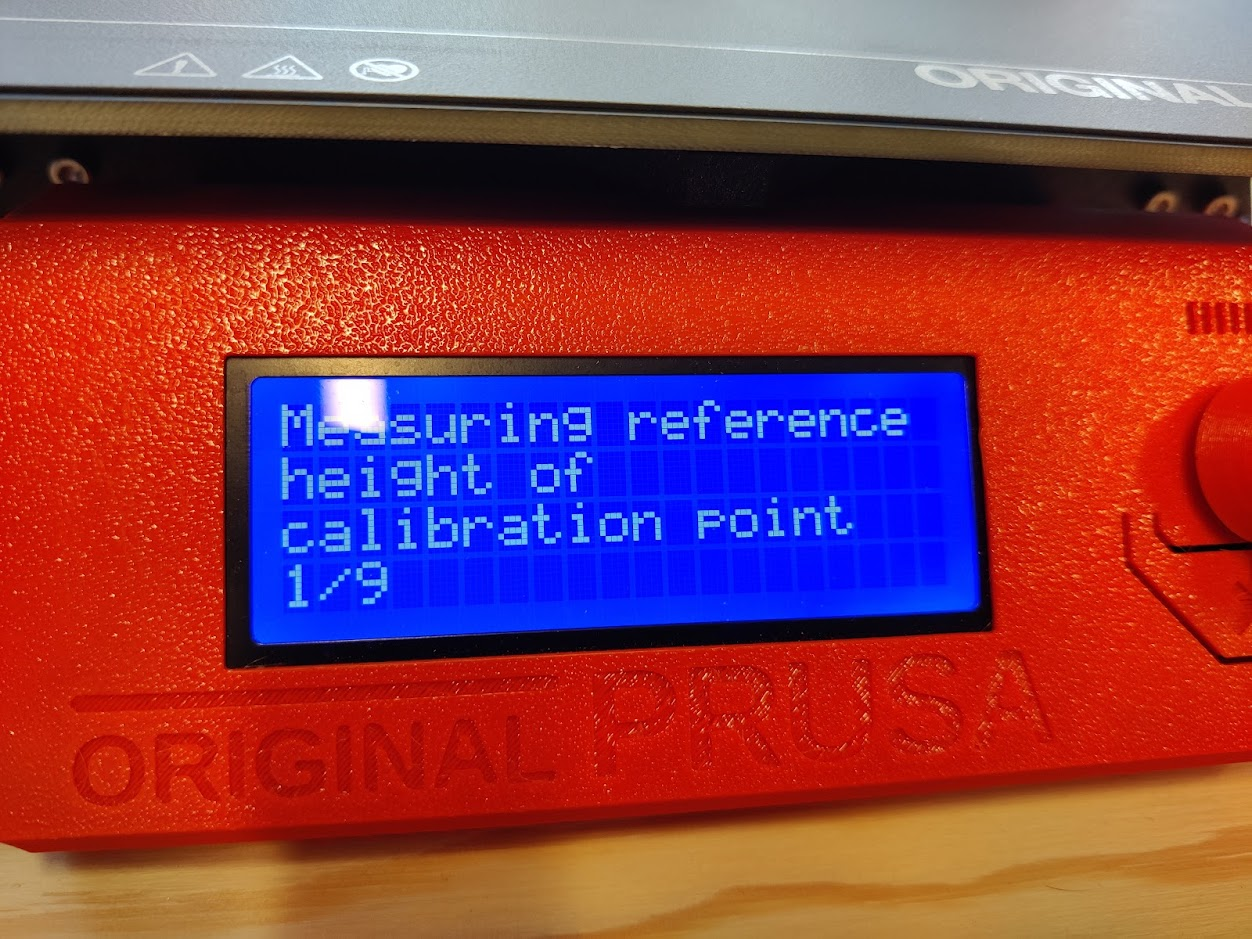 ORIGINAL
Measuring reference
height of
calibration point
1/9
ORIGINAL PRUSA